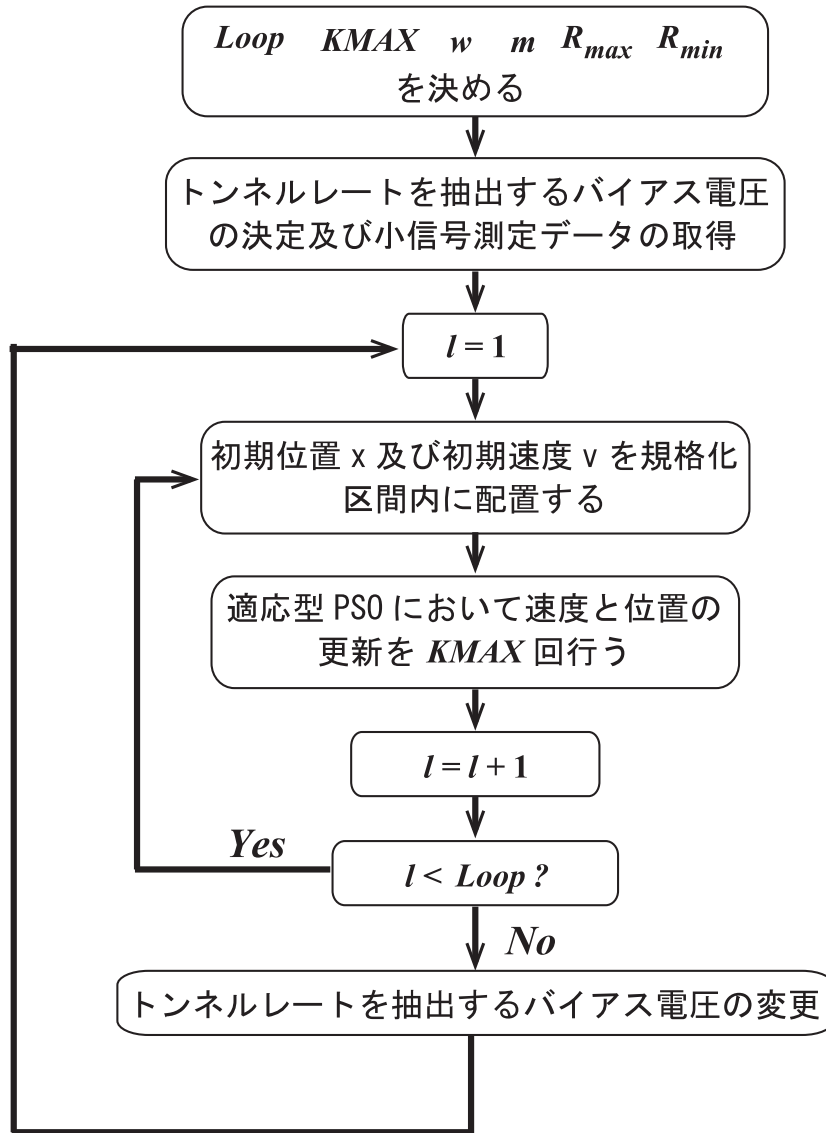 Loop KMAX w m Rmax Rmin
を決める
トンネルレートを抽出するバイアス電圧
の決定及び小信号測定データの取得
l = 1
初期位置 x 及び初期速度 v を規格化
区間内に配置する
適応型 PSO において速度と位置の
更新を KMAX 回行う
l = l + 1
Yes
l < Loop ?
No
トンネルレートを抽出するバイアス電圧の変更